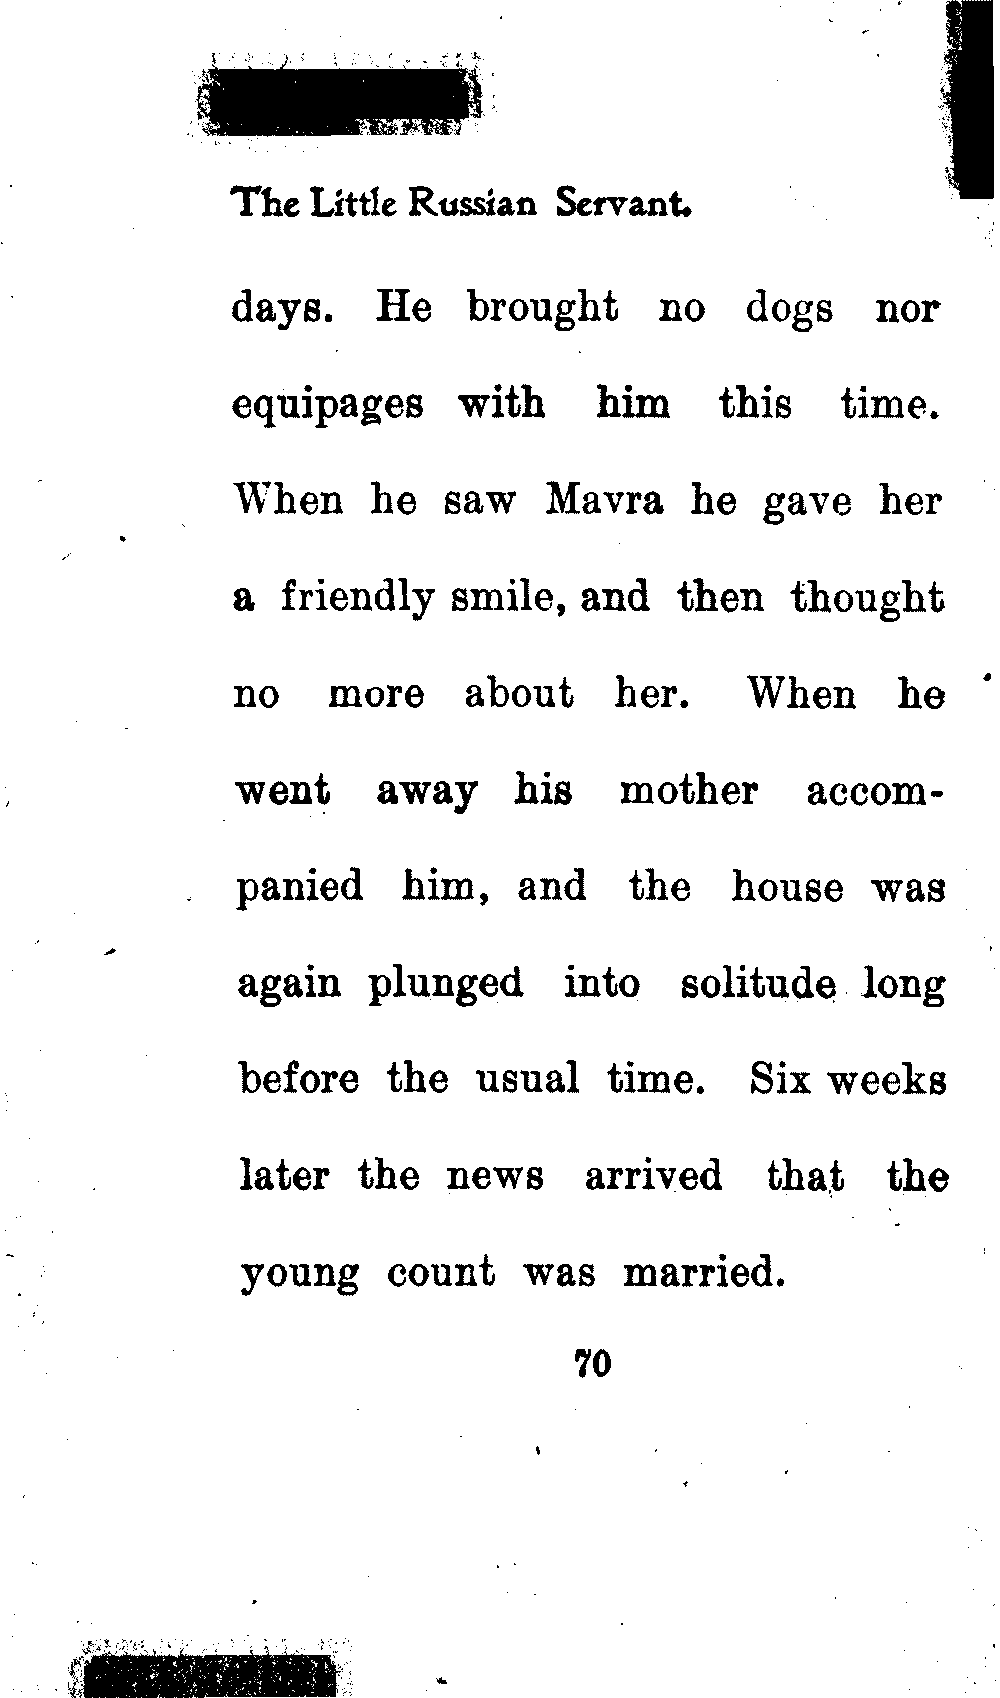 The Little Russian Servant.
days. He brought no dogs nor
equipages with him this time.
When he saw Mavra he gave her
a friendly smile, and then thought
no more about her. When he
went away his mother accom-
panied him, and the house was
again plunged into solitude long
before the usual time. Six weeks
later the news arrived that the
young count was married.
70